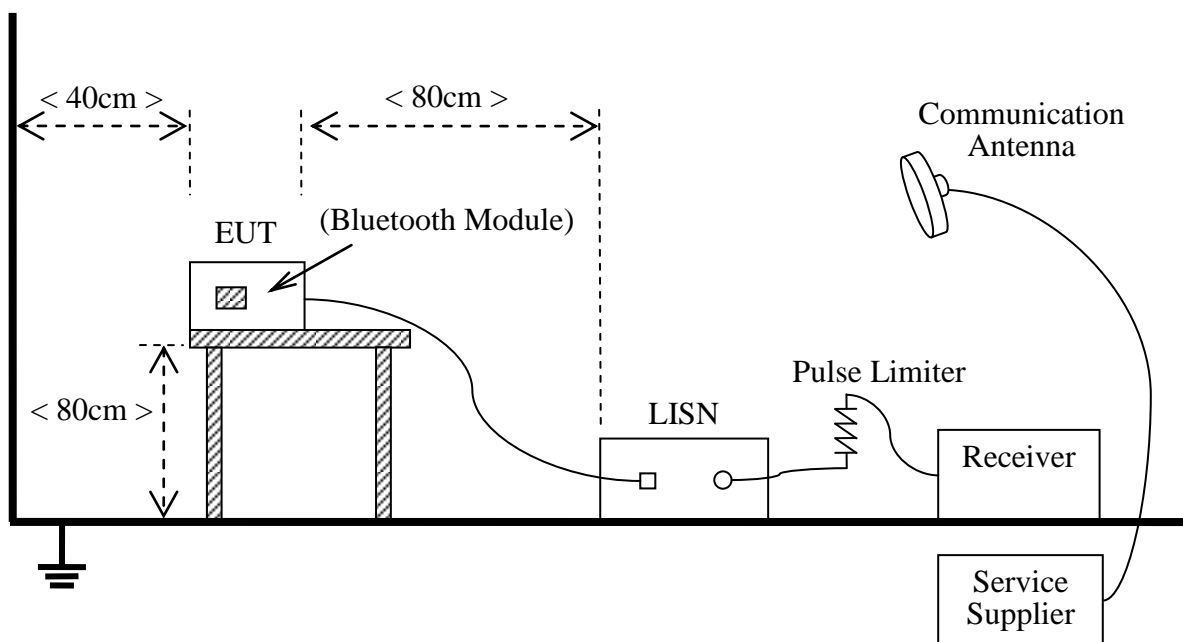 < 40cm >
< 80cm >
Communication
Antenna
(Bluetooth Module)
EUT
Pulse Limiter
< 80cm >
LISN
Receiver
Service
Supplier